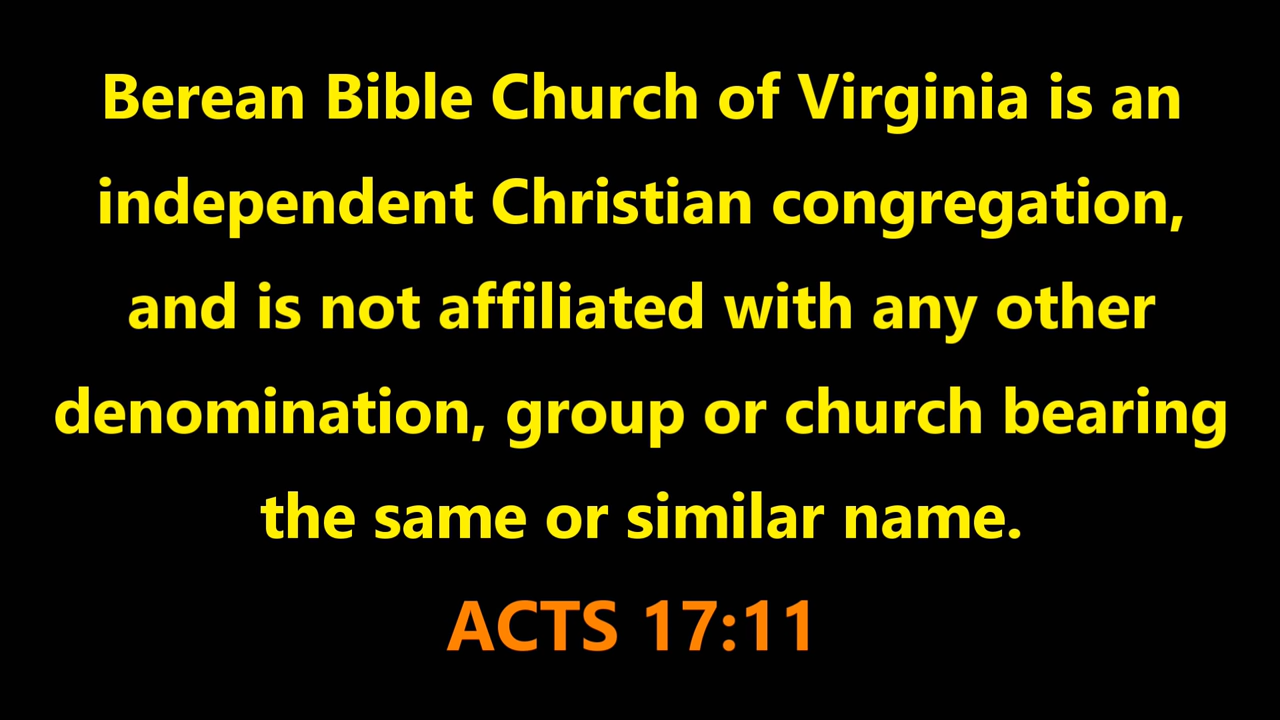 Berean Bible Church of Virginia is an
independent Christian congregation,
and is not affiliated with any other
denomination, group or church bearing
the same or similar name.
ACTS 17:11